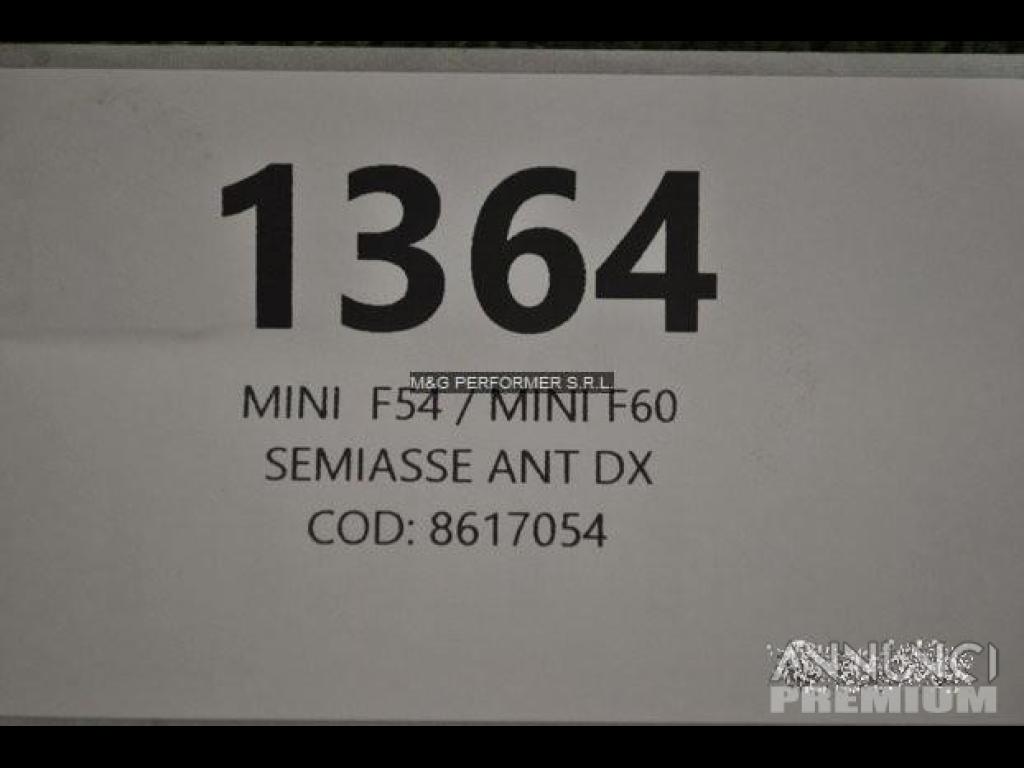 1364
M&G PERFORMER S.R.L.
MINI F54 / MINI F60
SEMIASSE ANT DX
COD: 8617054
ANNUNCI
PREMIUM